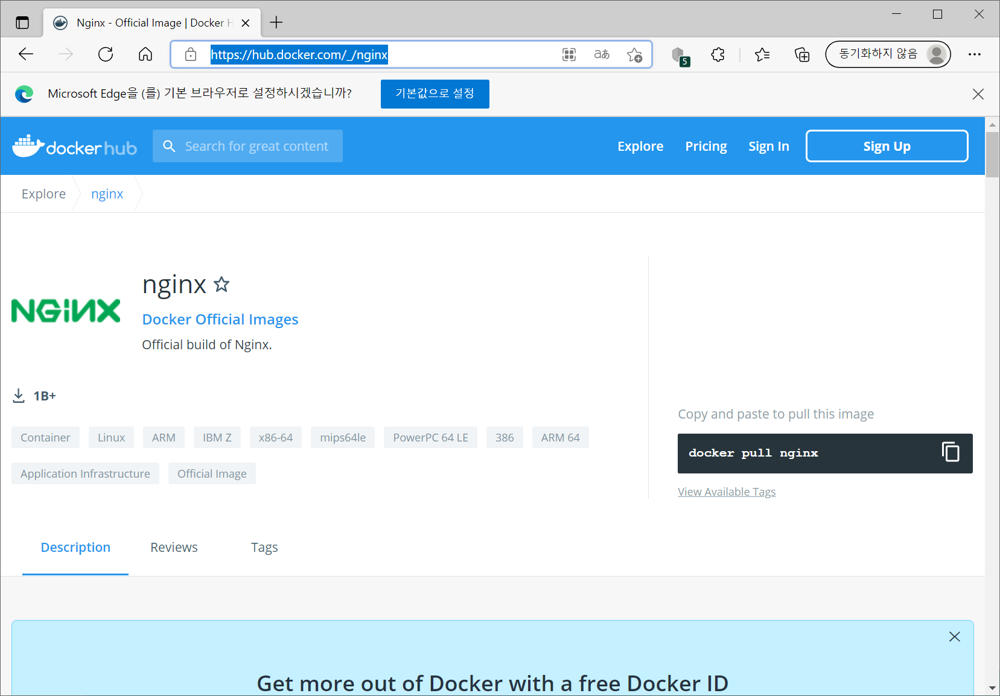 Nginx - Official Image | Docker H
https://hub.docker.com/_/nginx
aあ
5
동기화하지 않음
Microsoft Edge을 (를) 기본 브라우저로 설정하시겠습니까?
기본값으로 설정
docker hub
Search for great content
Explore
Pricing
Sign In
Sign Up
Explore
nginx
NGINX
nginx
Docker Official Images
Official build of Nginx.
1B+
Container
Linux
ARM
IBM Z
x86-64
mips64le
PowerPC 64 LE
386
ARM 64
Application Infrastructure
Official Image
Copy and paste to pull this image
docker pull nginx
View Available Tags
Description
Reviews
Tags
Get more out of Docker with a free Docker ID